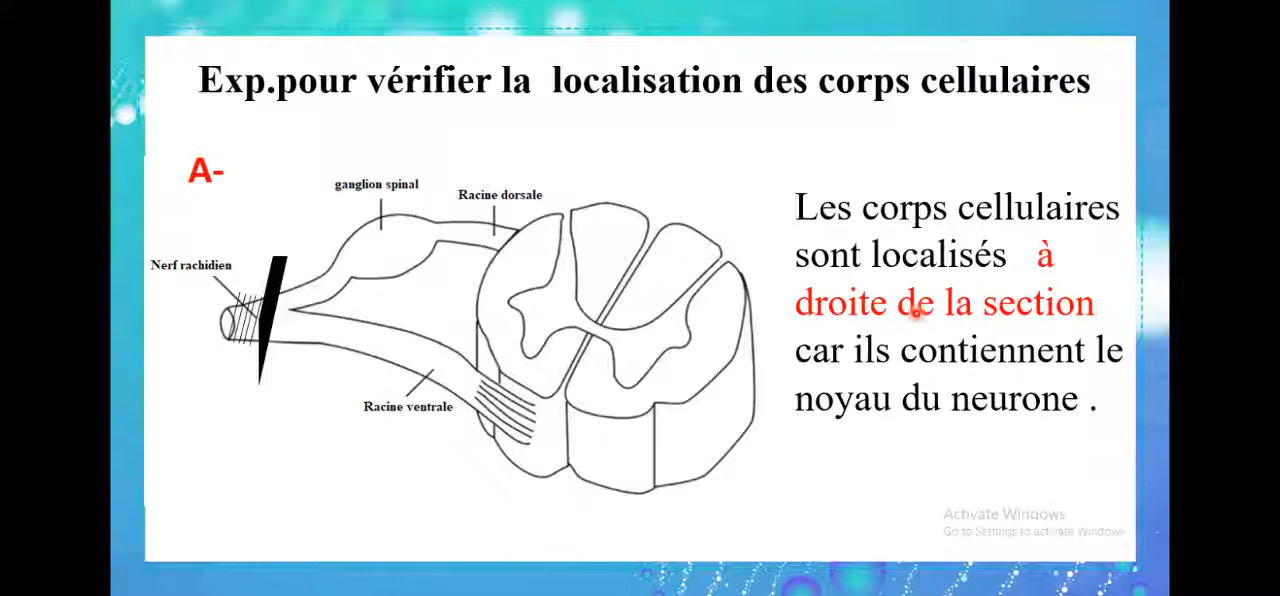 Exp.pour vérifier la localisation des corps cellulaires
A-
ganglion spinal
Racine dorsale
Nerf rachidien
Racine ventrale
Les corps cellulaires
sont localisés à
droite de la section
car ils contiennent le
noyau du neurone .
Activate Windows
Go to Settings to activate Windows